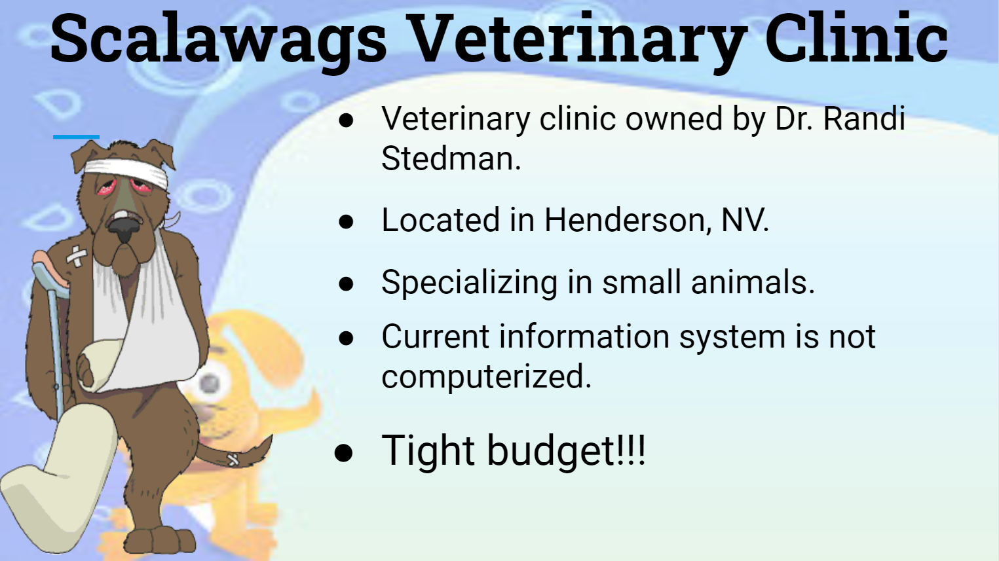 Scalawags Veterinary Clinic
● Veterinary clinic owned by Dr. Randi
Stedman.
● Located in Henderson, NV.
● Specializing in small animals.
● Current information system is not
computerized.
● Tight budget!!!